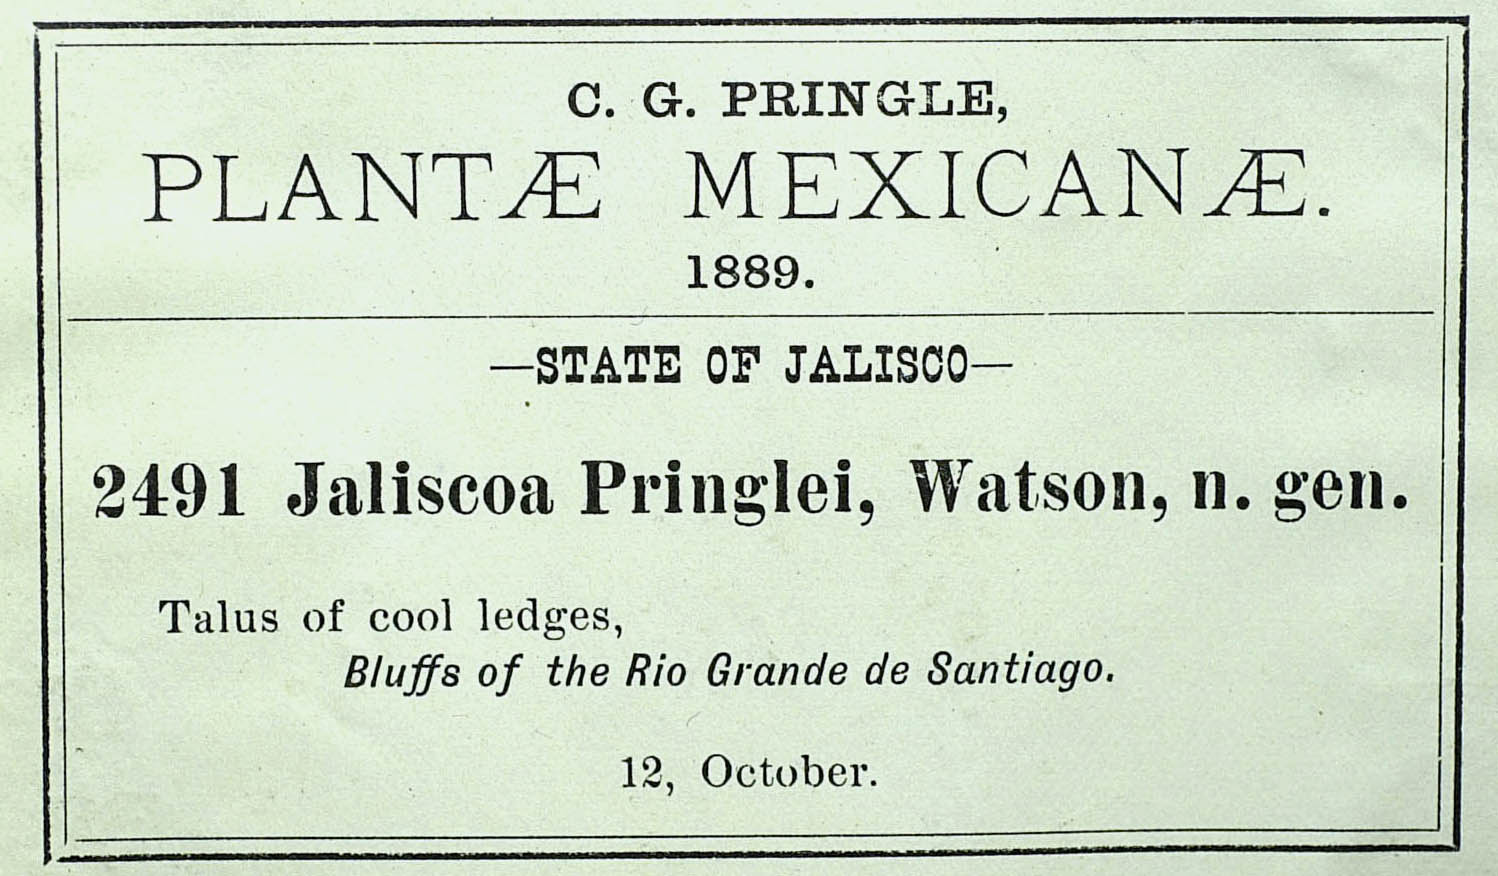 C. G. PRINGLE,
PLANTÆ MEXICANÆ.
1889.
—STATE OF JALISCO—
2491 Jaliscoa Pringlei, Watson, n. gen.
Talus of cool ledges,
Bluffs of the Rio Grande de Santiago.
12, October.